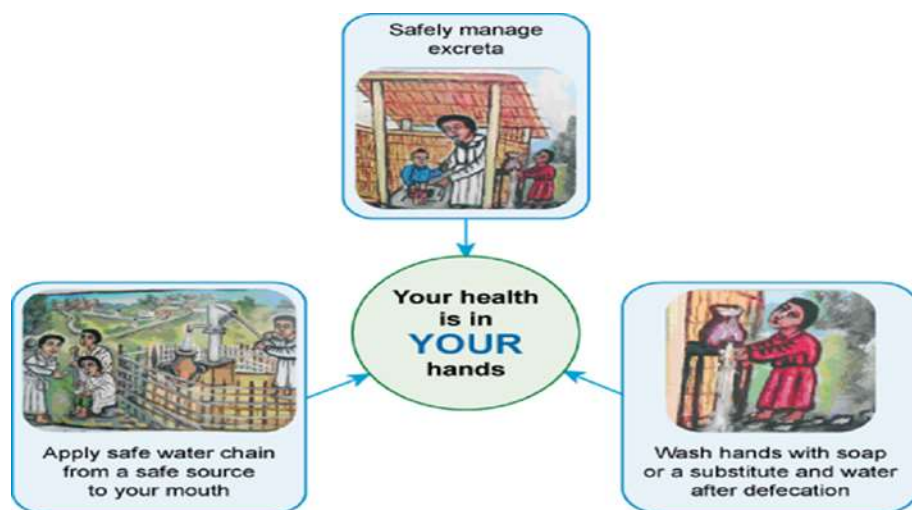 Safely manage
excreta
Your health
is in
YOUR
hands
Apply safe water chain
from a safe source
to your mouth
Wash hands with soap
or a substitute and water
after defecation